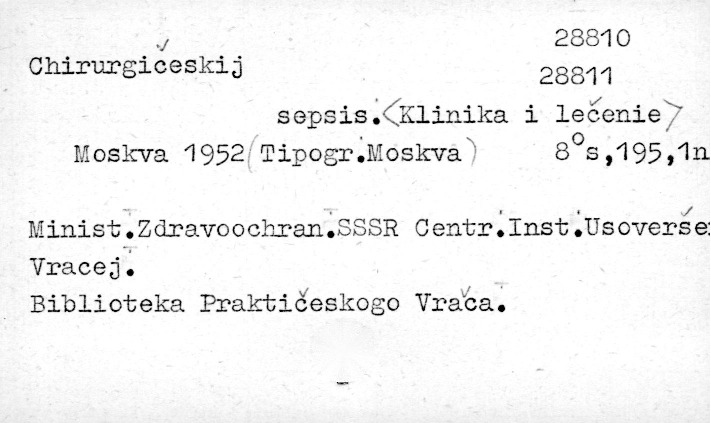 28810
Chirurgičeskij
28811
sepsis.<Klinika i lečenie>
Moskva 1952(Tipogr.Moskva) 8°s,195,1n
Minist.Zdravoochran.SSSR Centr.Inst.Usoverše
Vracej.
Biblioteka Praktičeskogo Vrača.